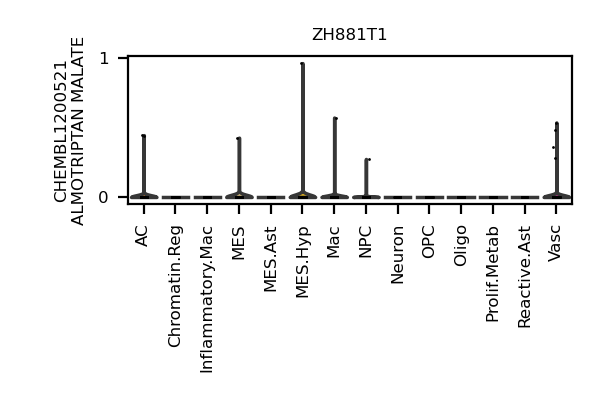 ZH881T1
CHEMBL1200521
ALMOTRIPTAN MALATE
1
0
AC
Chromatin.Reg
Inflammatory.Mac
MES
MES.Ast
MES.Hyp
Mac
NPC
Neuron
OPC
Oligo
Prolif.Metab
Reactive.Ast
Vasc